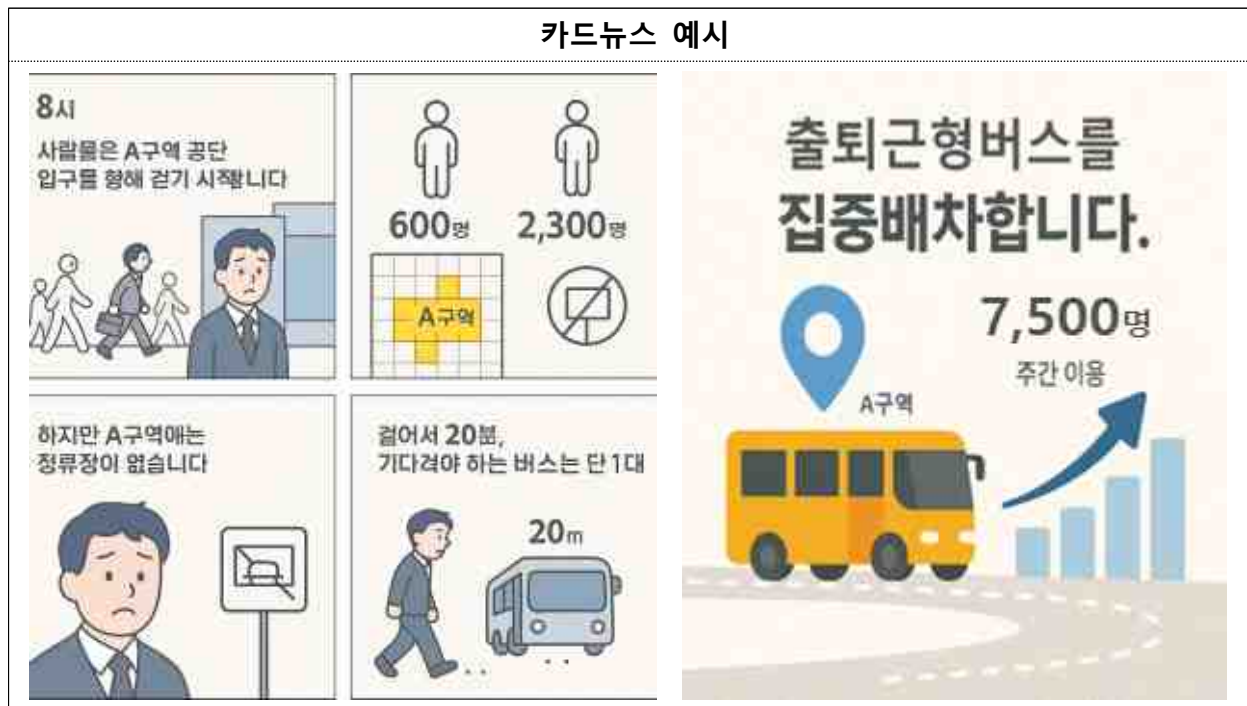 카드뉴스 예시
8시
사랍물은 A구역 공단
입구물 향해 걷기 시작합니다
600명
2,300명
A구역
하지만 A구역에는
정류장이 없습니다
걸어서 20분,
기다겨야 하는 버스는 단 1대
20m
출퇴근형버스를
집중배차합니다.
7,500명
주간 이용
A구역